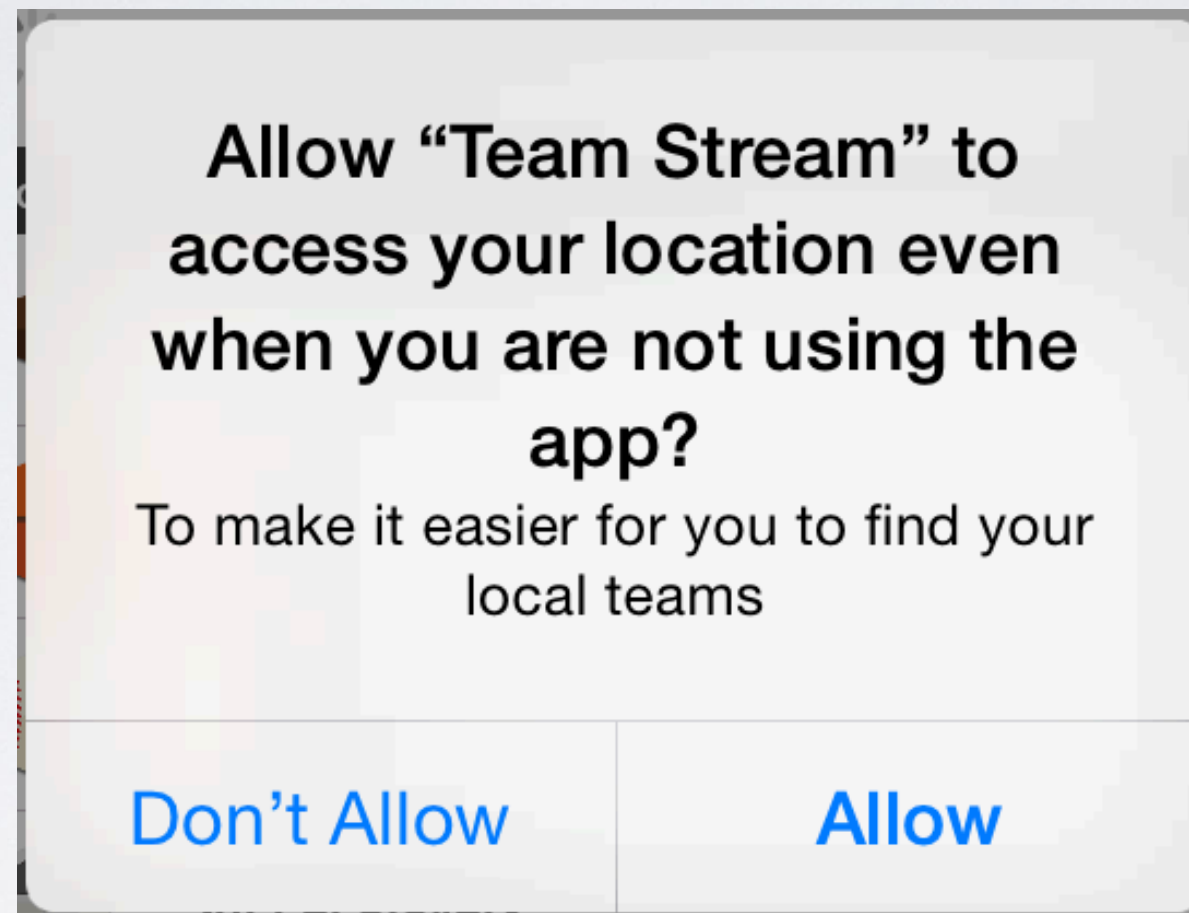 Allow “Team Stream” to
access your location even
when you are not using the
app?
To make it easier for you to find your
local teams
Don’t Allow
Allow